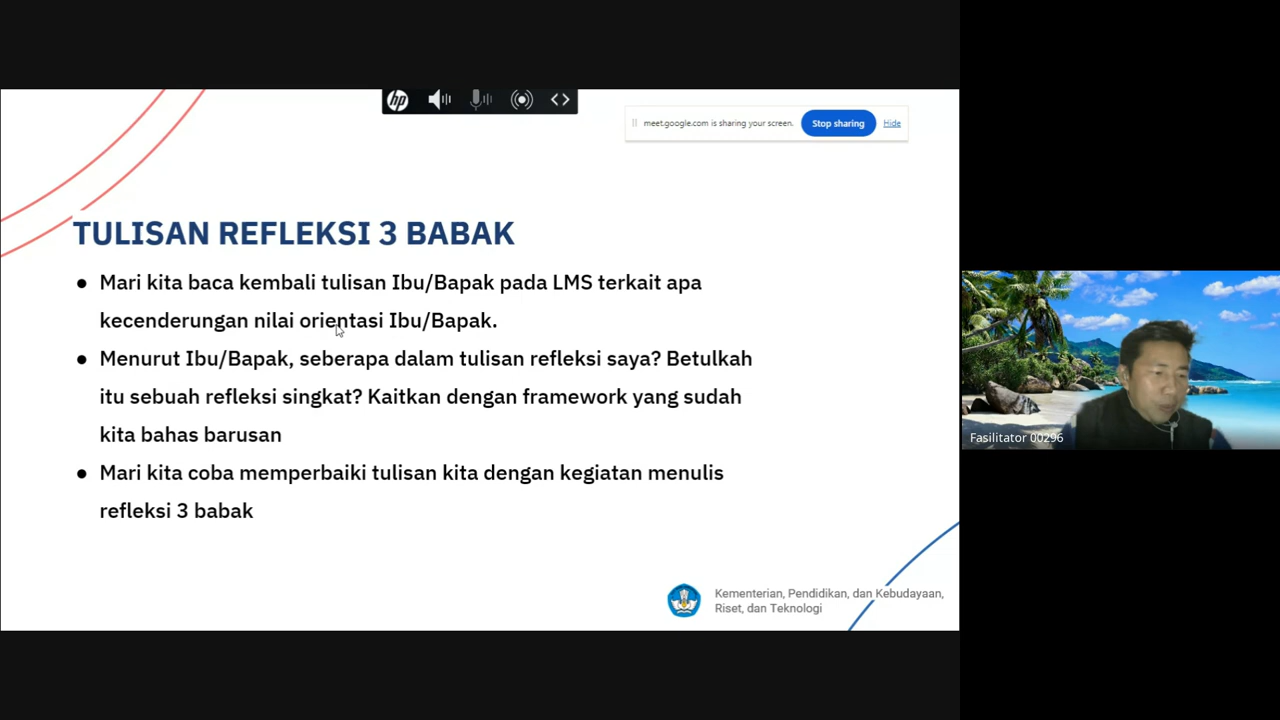 hp
meet.google.com is sharing your screen.
Stop sharing
Hide
TULISAN REFLEKSI 3 BABAK
● Mari kita baca kembali tulisan Ibu/Bapak pada LMS terkait apa
kecenderungan nilai orientasi Ibu/Bapak.
● Menurut Ibu/Bapak, seberapa dalam tulisan refleksi saya? Betulkah
itu sebuah refleksi singkat? Kaitkan dengan framework yang sudah
kita bahas barusan
● Mari kita coba memperbaiki tulisan kita dengan kegiatan menulis
refleksi 3 babak
Kementerian, Pendidikan, dan Kebudayaan,
Riset, dan Teknologi
Fasilitator 00296